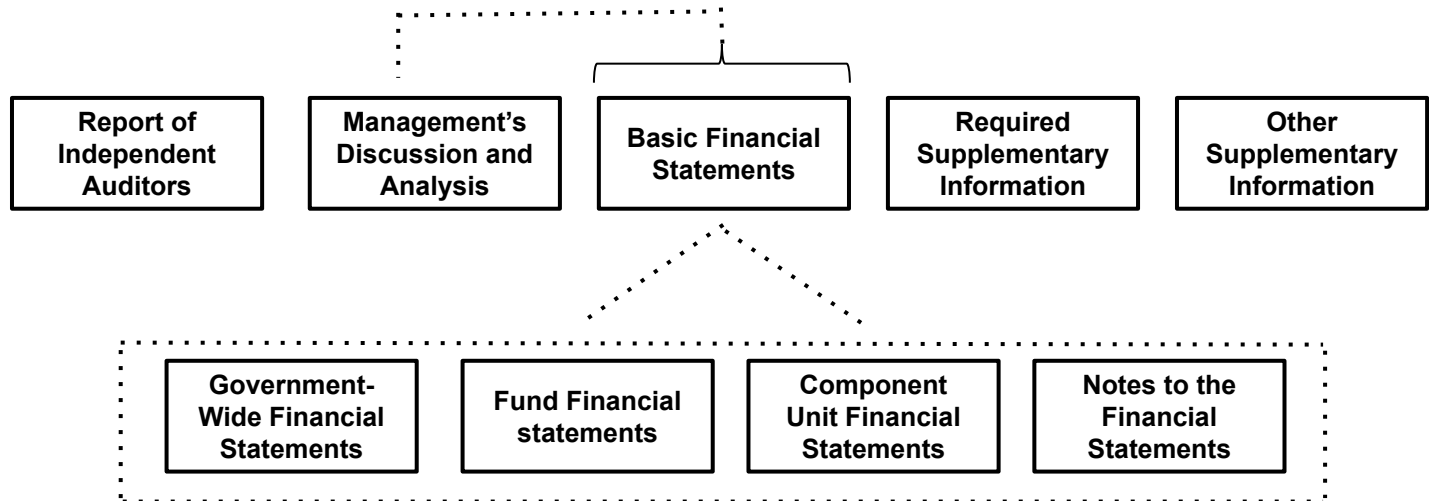 Report of
Independent
Auditors
Management's
Discussion and
Analysis
Basic Financial
Statements
Required
Supplementary
Information
Other
Supplementary
Information
Government-
Wide Financial
Statements
Fund Financial
statements
Component
Unit Financial
Statements
Notes to the
Financial
Statements